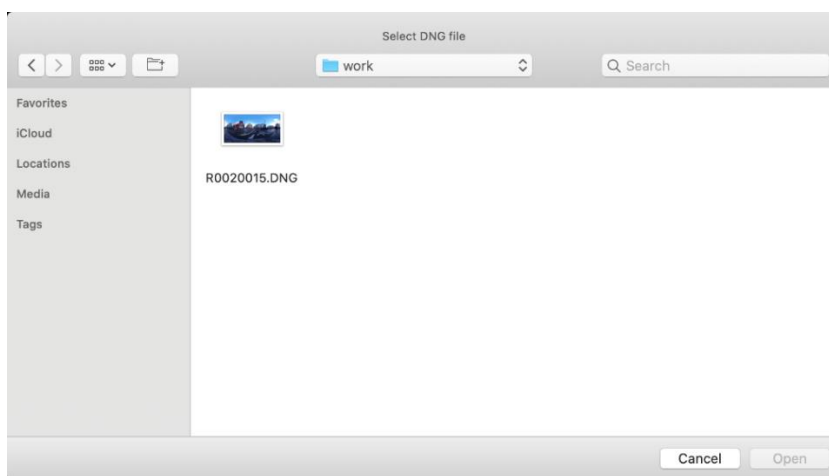 Select DNG file
work
Search
Favorites
iCloud
Locations
Media
Tags
R0020015.DNG
Cancel
Open